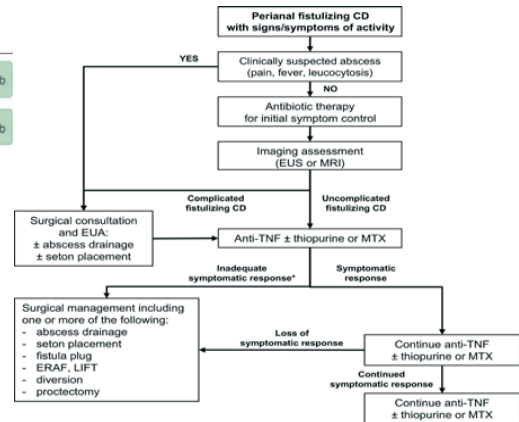 Perianal fistulizing CD
with signs/symptoms of activity
YES
Clinically suspected abscess
(pain, fever, leucocytosis)
b
NO
Antibiotic therapy
for initial symptom control
b
Imaging assessment
(EUS or MRI)
Complicated
fistulizing CD
Uncomplicated
fistulizing CD
Surgical consultation
and EUA:
± abscess drainage
± seton placement
Anti-TNF ± thiopurine or MTX
Inadequate
symptomatic response*
Symptomatic
response
Surgical management including
one or more of the following:
- abscess drainage
- seton placement
- fistula plug
- ERAF, LIFT
- diversion
- proctectomy
Loss of
symptomatic response
Continue anti-TNF
± thiopurine or MTX
Continued
symptomatic response
Continue anti-TNF
± thiopurine or MTX